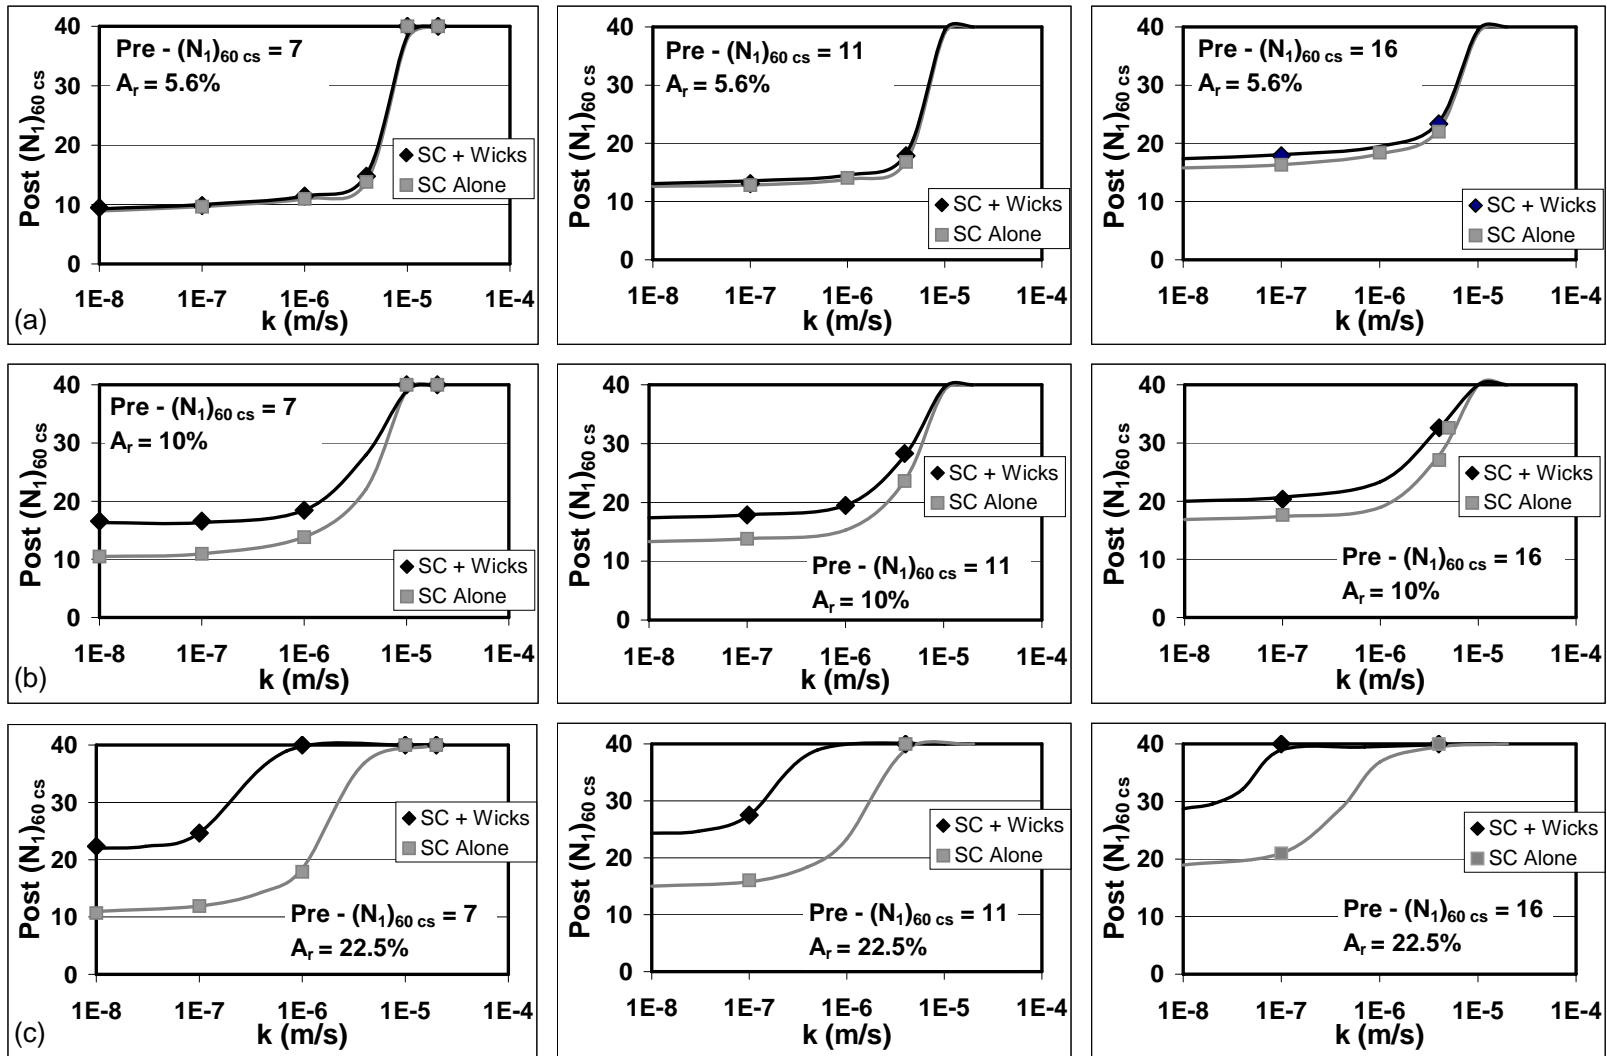 Post (N1)60 cs
40
30
20
10
0
Pre - (N1)60 cs = 7
Ar = 5.6%
SC + Wicks
SC Alone
1E-8 1E-7 1E-6 1E-5 1E-4
k (m/s)
(a)
Post (N1)60 cs
40
30
20
10
0
Pre - (N1)60 cs = 11
Ar = 5.6%
SC + Wicks
SC Alone
1E-8 1E-7 1E-6 1E-5 1E-4
k (m/s)
Post (N1)60 cs
40
30
20
10
0
Pre - (N1)60 cs = 16
Ar = 5.6%
SC + Wicks
SC Alone
1E-8 1E-7 1E-6 1E-5 1E-4
k (m/s)
Post (N1)60 cs
40
30
20
10
0
Pre - (N1)60 cs = 7
Ar = 10%
SC + Wicks
SC Alone
1E-8 1E-7 1E-6 1E-5 1E-4
k (m/s)
(b)
Post (N1)60 cs
40
30
20
10
0
SC + Wicks
SC Alone
Pre - (N1)60 cs = 11
Ar = 10%
1E-8 1E-7 1E-6 1E-5 1E-4
k (m/s)
Post (N1)60 cs
40
30
20
10
0
SC + Wicks
SC Alone
Pre - (N1)60 cs = 16
Ar = 10%
1E-8 1E-7 1E-6 1E-5 1E-4
k (m/s)
Post (N1)60 cs
40
30
20
10
0
SC + Wicks
SC Alone
Pre - (N1)60 cs = 7
Ar = 22.5%
1E-8 1E-7 1E-6 1E-5 1E-4
k (m/s)
(c)
Post (N1)60 cs
40
30
20
10
0
SC + Wicks
SC Alone
Pre - (N1)60 cs = 11
Ar = 22.5%
1E-8 1E-7 1E-6 1E-5 1E-4
k (m/s)
Post (N1)60 cs
40
30
20
10
0
SC + Wicks
SC Alone
Pre - (N1)60 cs = 16
Ar = 22.5%
1E-8 1E-7 1E-6 1E-5 1E-4
k (m/s)